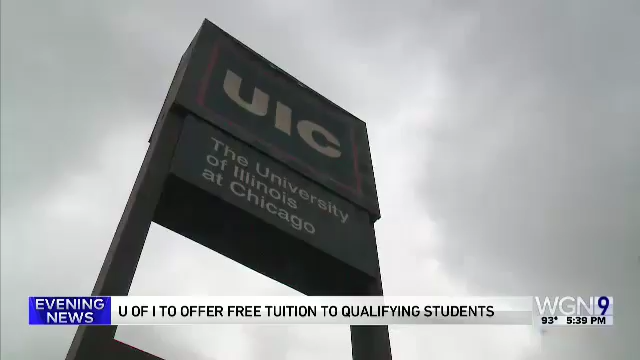 UIC
The University
of Illinois
at Chicago
EVENING
NEWS
U OF I TO OFFER FREE TUITION TO QUALIFYING STUDENTS
WGN9
93° 5:39 PM